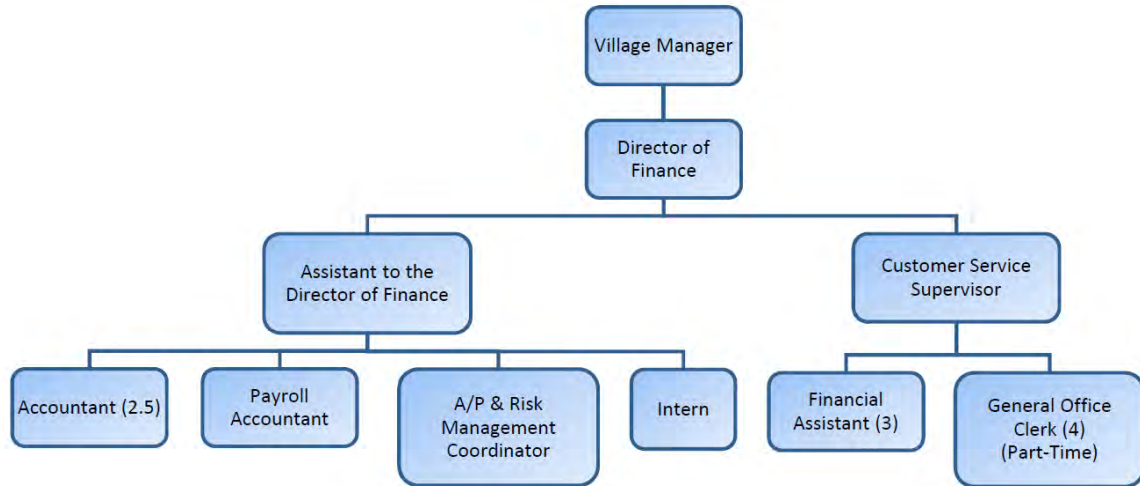 Village Manager
Director of
Finance
Assistant to the
Director of Finance
Customer Service
Supervisor
Accountant (2.5)
Payroll
Accountant
A/P & Risk
Management
Coordinator
Intern
Financial
Assistant (3)
General Office
Clerk (4)
(Part-Time)